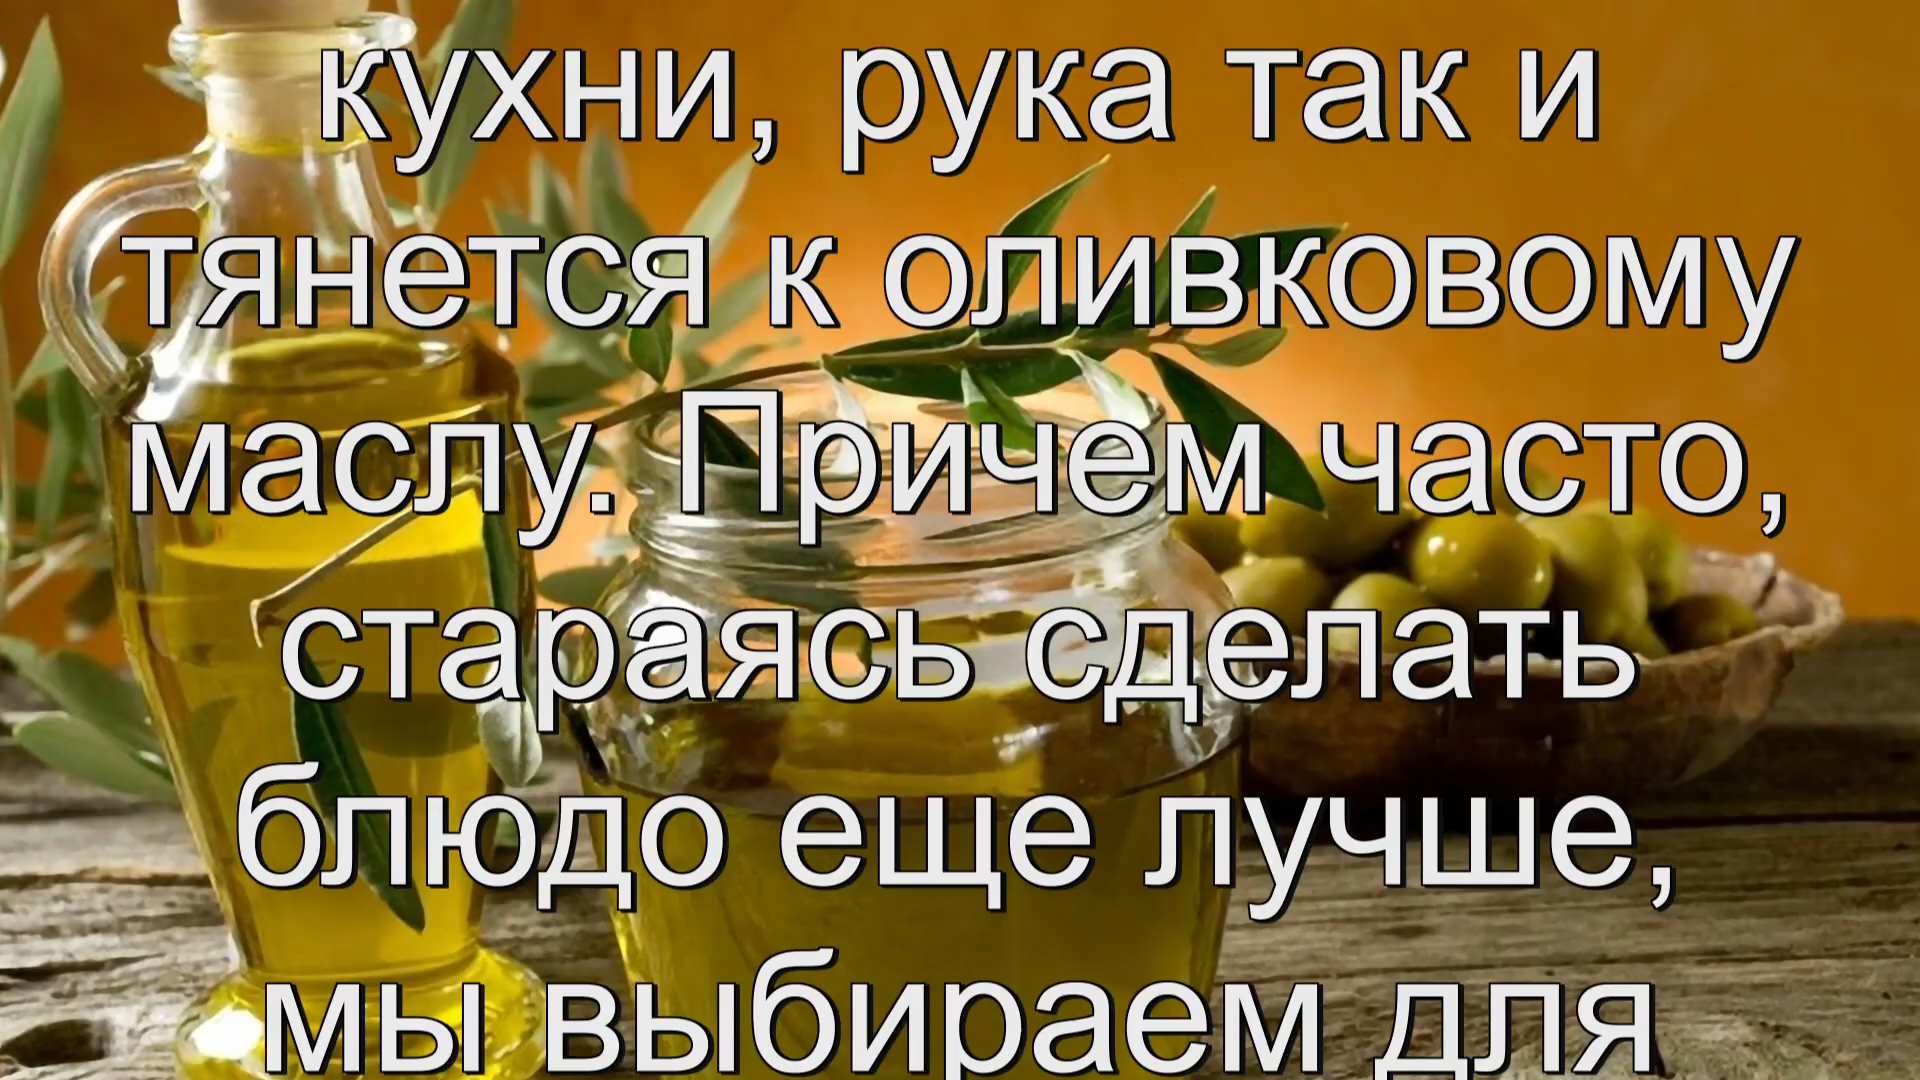 кухни, рука так и
тянется к оливковому
маслу. Причем часто,
стараясь сделать
блюдо еще лучше,
мы выбираем для